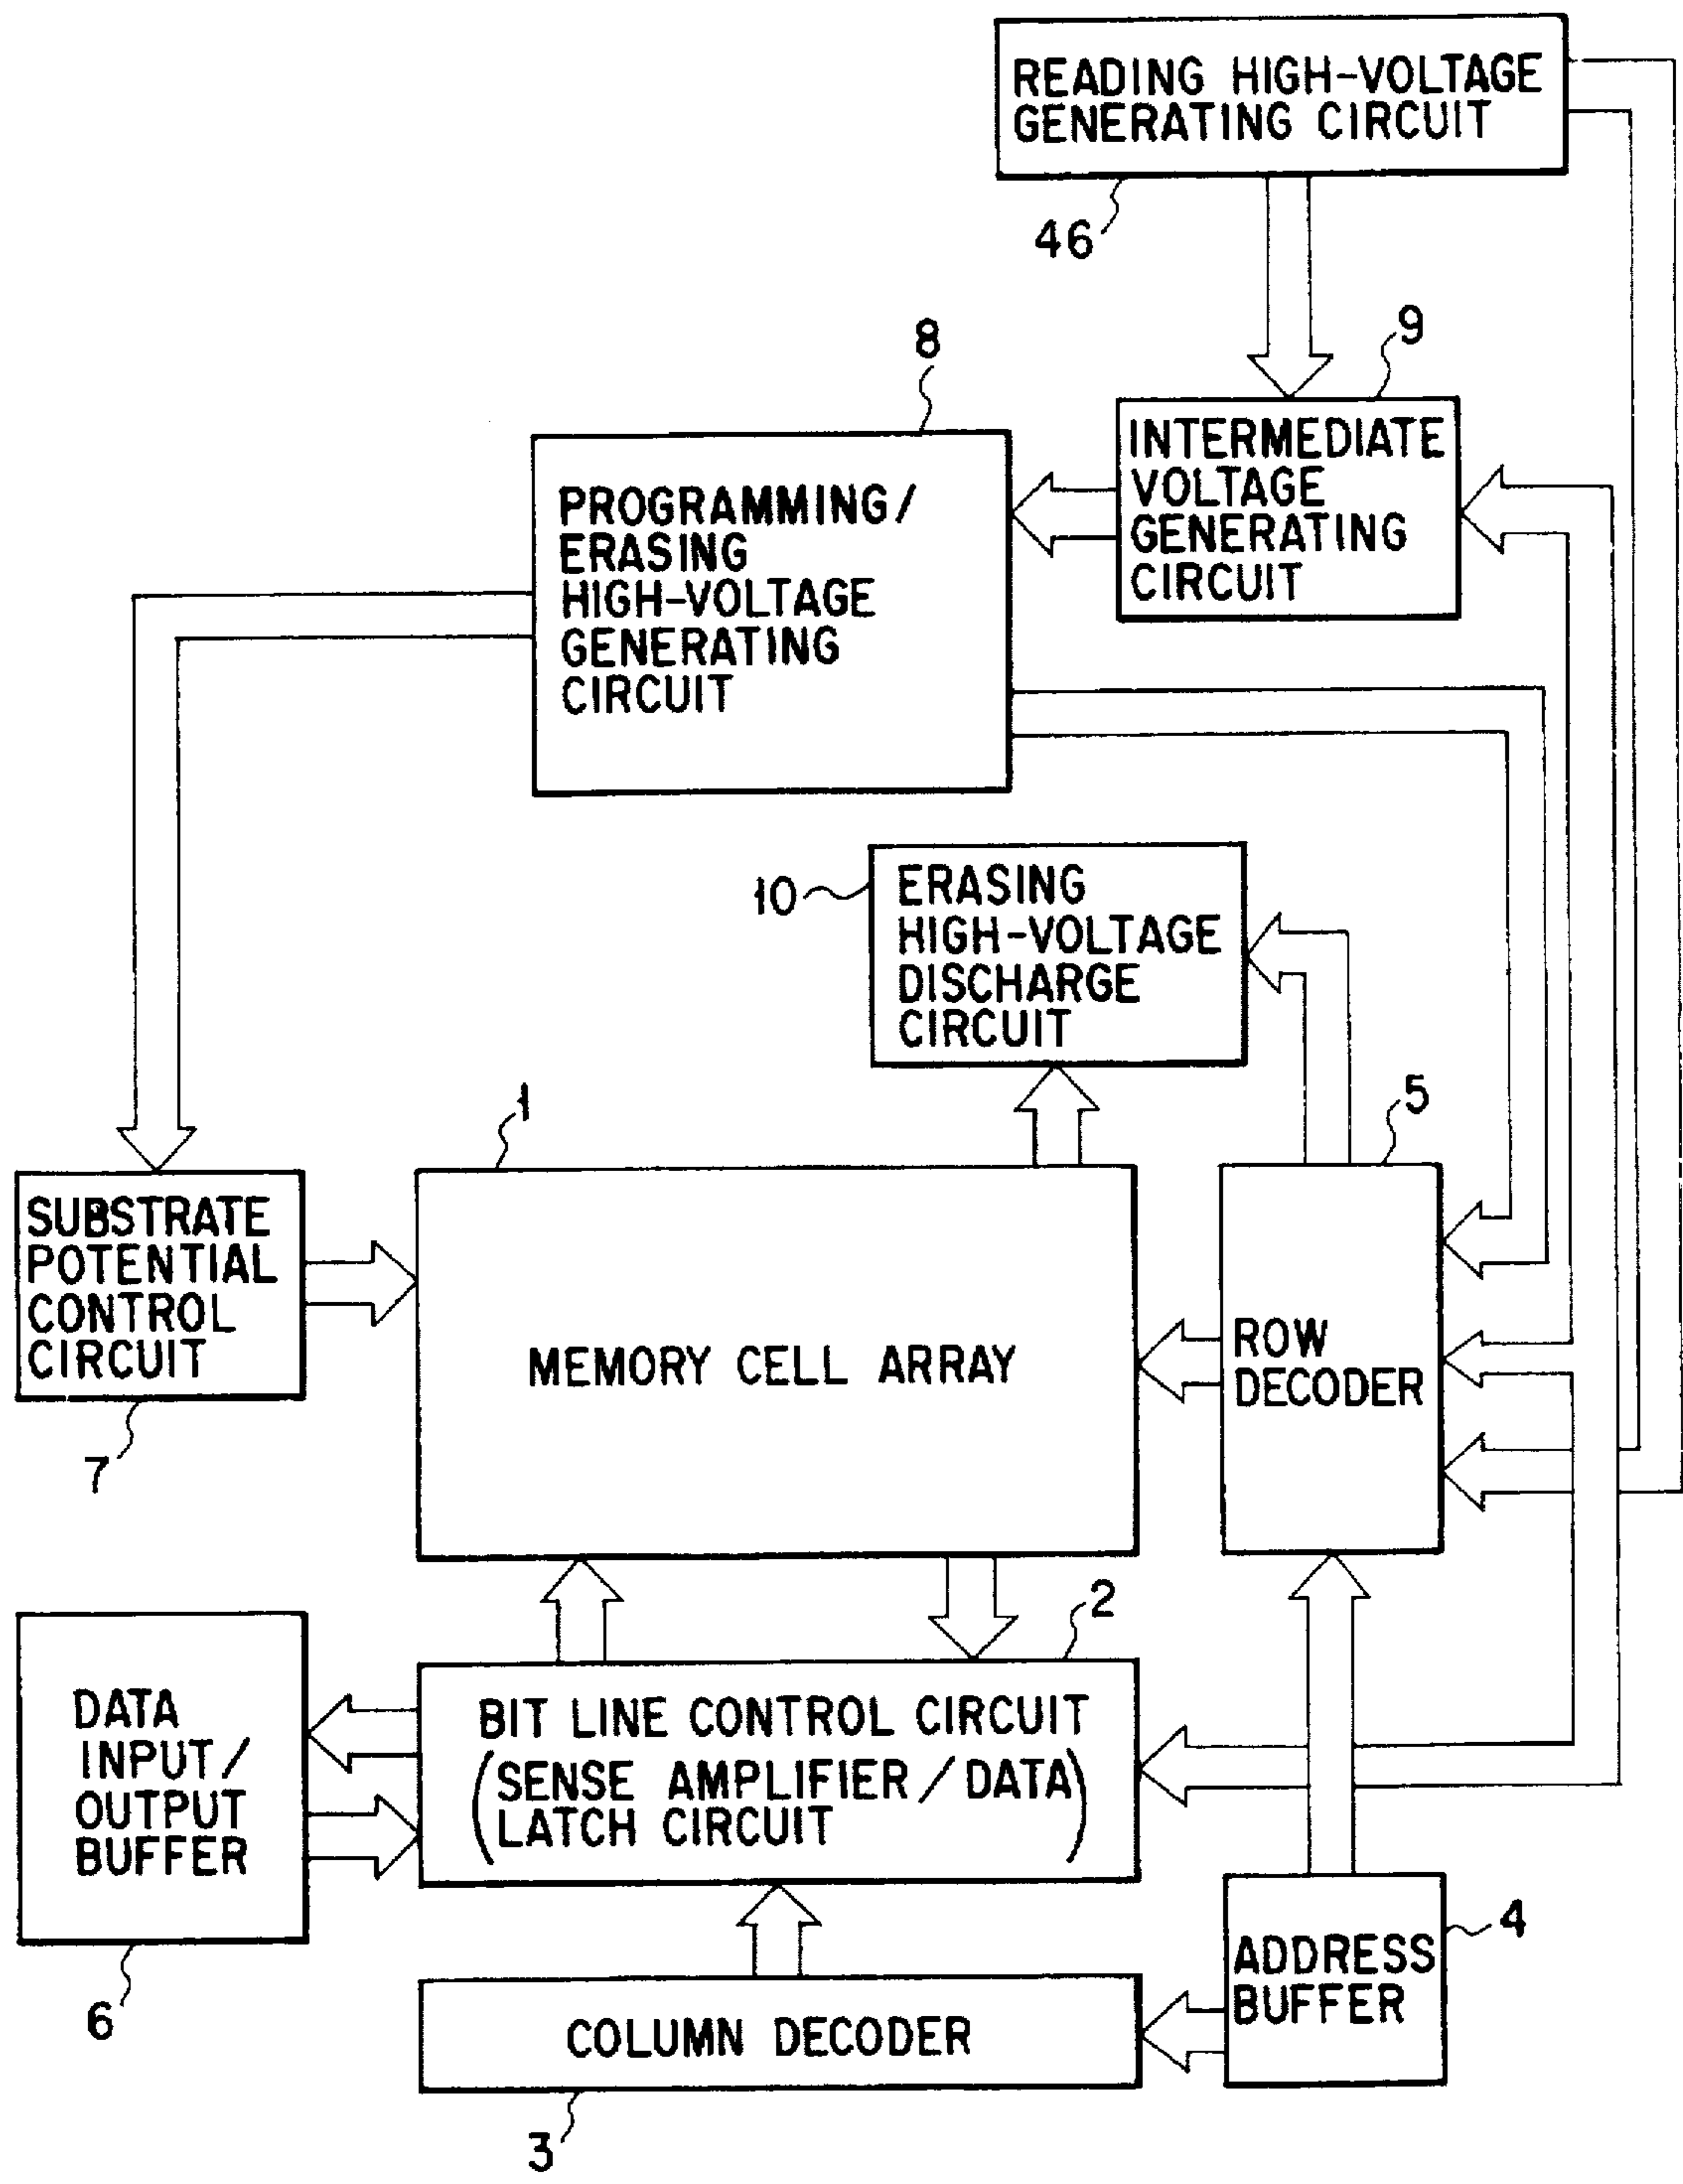 READING HIGH-VOLTAGE
GENERATING CIRCUIT
46
8
9
INTERMEDIATE
VOLTAGE
GENERATING
CIRCUIT
PROGRAMMING/
ERASING
HIGH-VOLTAGE
GENERATING
CIRCUIT
10
ERASING
HIGH-VOLTAGE
DISCHARGE
CIRCUIT
1
5
SUBSTRATE
POTENTIAL
CONTROL
CIRCUIT
7
MEMORY CELL ARRAY
ROW
DECODER
2
DATA
INPUT/
OUTPUT
BUFFER
6
BIT LINE CONTROL CIRCUIT
(SENSE AMPLIFIER/DATA
LATCH CIRCUIT)
4
ADDRESS
BUFFER
COLUMN DECODER
3